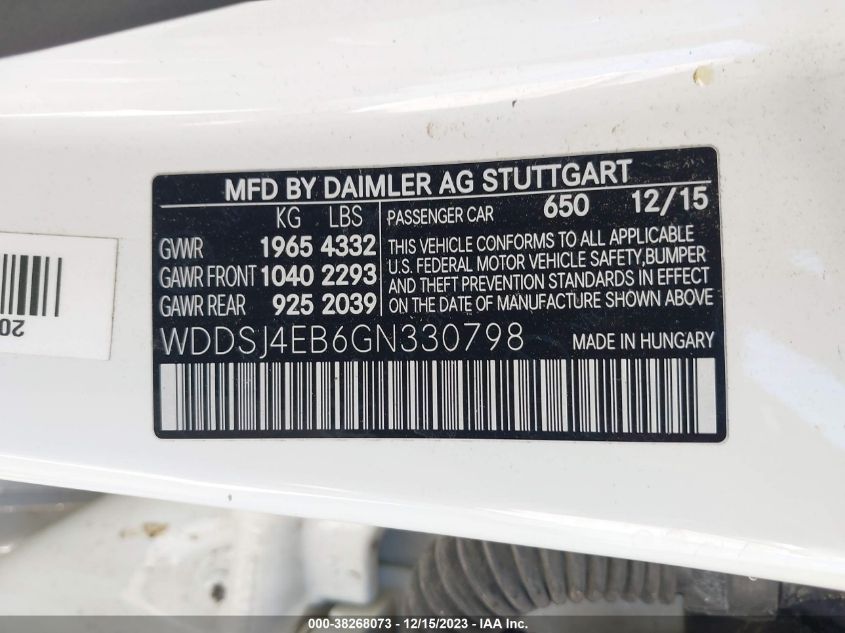 MFD BY DAIMLER AG STUTTGART
KG LBS
GVWR 1965 4332
GAWR FRONT 1040 2293
GAWR REAR 925 2039
PASSENGER CAR 650 12/15
THIS VEHICLE CONFORMS TO ALL APPLICABLE
U.S. FEDERAL MOTOR VEHICLE SAFETY,BUMPER
AND THEFT PREVENTION STANDARDS IN EFFECT
ON THE DATE OF MANUFACTURE SHOWN ABOVE
WDDSJ4EB6GN330798 MADE IN HUNGARY
20
000-38268073 - 12/15/2023 - IAAI.com